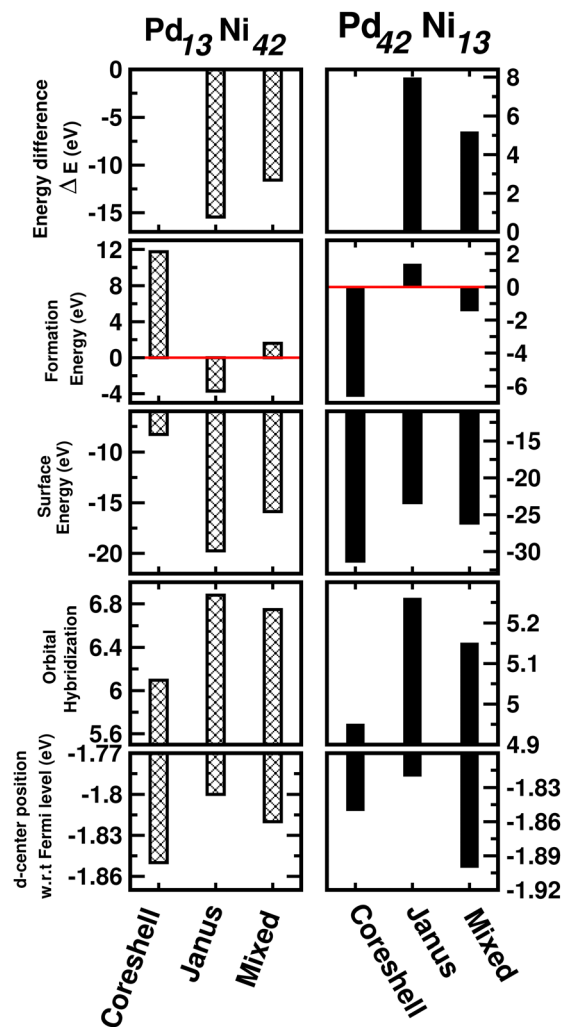 Pd13 Ni42
Pd42 Ni13
Energy difference
Δ E (eV)
0
-5
-10
-15
8
6
4
2
0
Formation
Energy (eV)
12
8
4
0
-4
2
0
-2
-4
-6
Surface
Energy (eV)
-10
-15
-20
-15
-20
-25
-30
Orbital
Hybridization
6.8
6.4
6
5.6
5.2
5.1
5
4.9
d-center position
w.r.t Fermi level (eV)
-1.77
-1.8
-1.83
-1.86
-1.83
-1.86
-1.89
-1.92
Coreshell
Janus
Mixed
Coreshell
Janus
Mixed